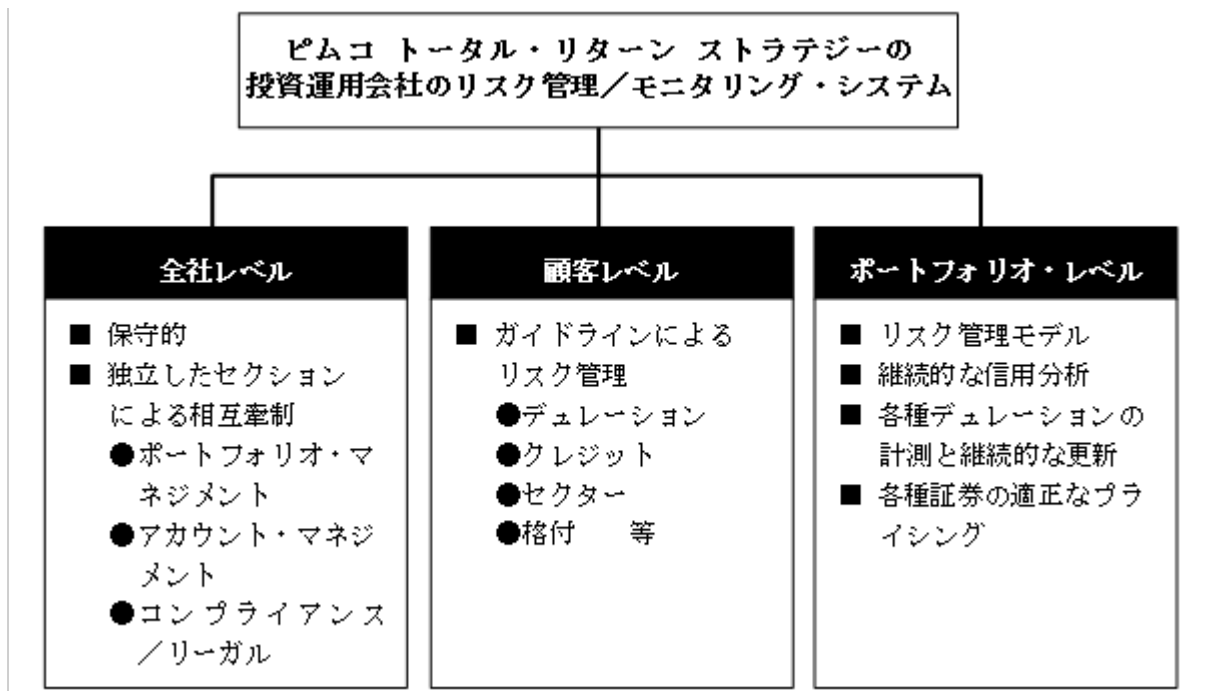 ピムコ トータル・リターン ストラテジーの
投資運用会社のリスク管理／モニタリング・システム
全社レベル
■ 保守的
■ 独立したセクション
による相互牽制
●ポートフォリオ・マ
ネジメント
●アカウント・マネジ
メント
●コンプライアンス
／リーガル
顧客レベル
■ ガイドラインによる
リスク管理
●デュレーション
●クレジット
●セクター
●格付　等
ポートフォリオ・レベル
■ リスク管理モデル
■ 継続的な信用分析
■ 各種デュレーションの
計測と継続的な更新
■ 各種証券の適正なプラ
イシング